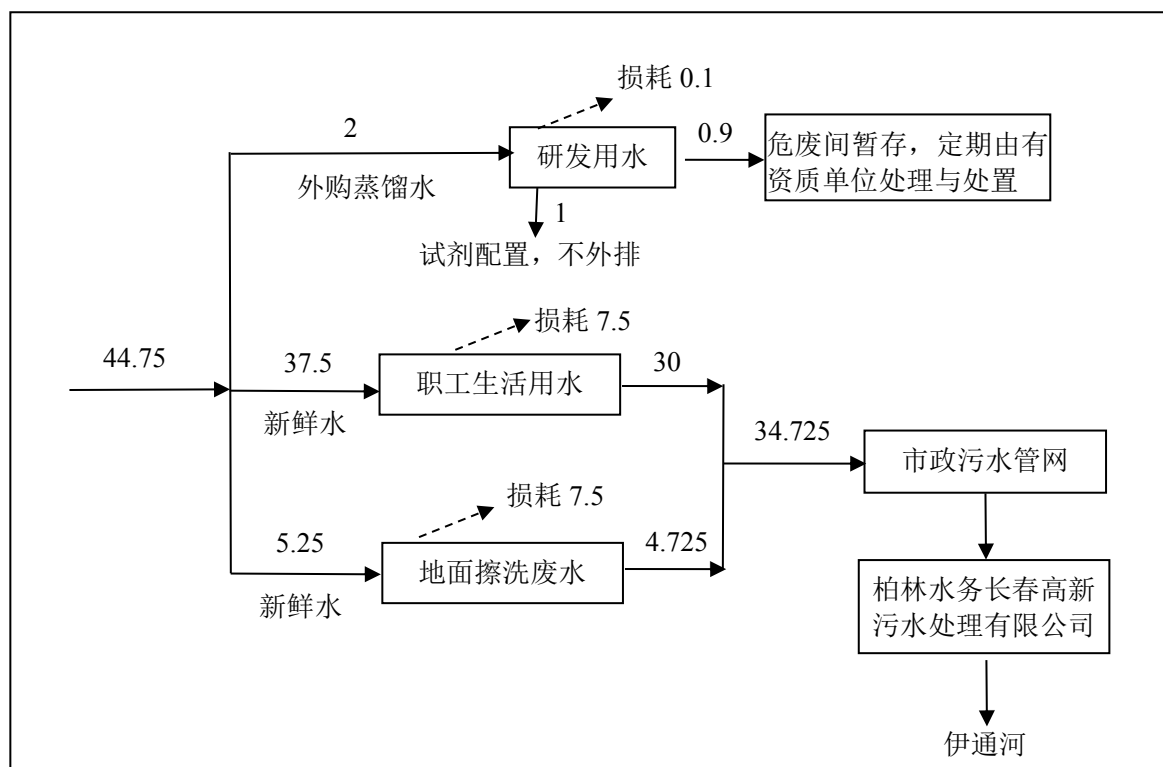 损耗 0.1
2
研发用水
0.9
危废间暂存，定期由有
资质单位处理与处置
外购蒸馏水
1
试剂配置，不外排
损耗 7.5
44.75
37.5
职工生活用水
30
新鲜水
34.725
市政污水管网
损耗 7.5
5.25
地面擦洗废水
4.725
新鲜水
柏林水务长春高新
污水处理有限公司
伊通河